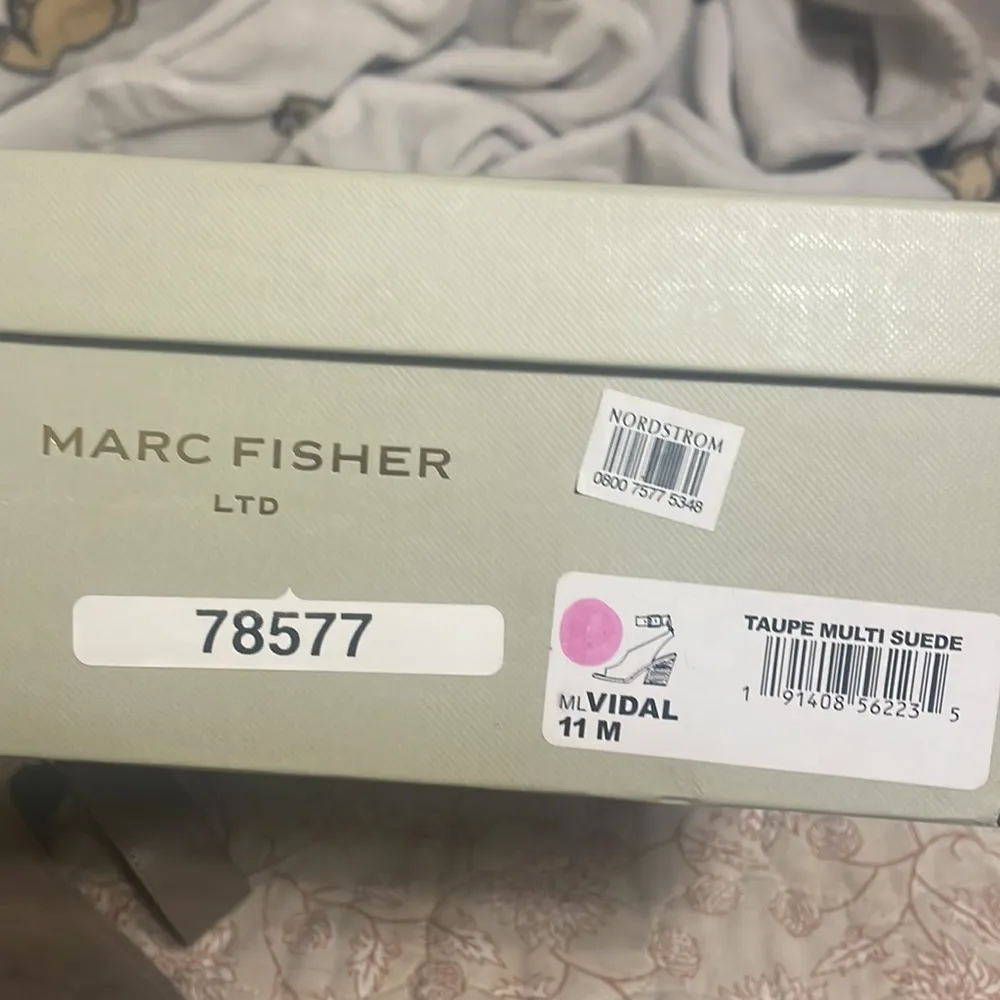 MARC FISHER
LTD
NORDSTROM
0800 7577 5348
78577
TAUPE MULTI SUEDE
1 91408 56223 5
MLVIDAL
11 M